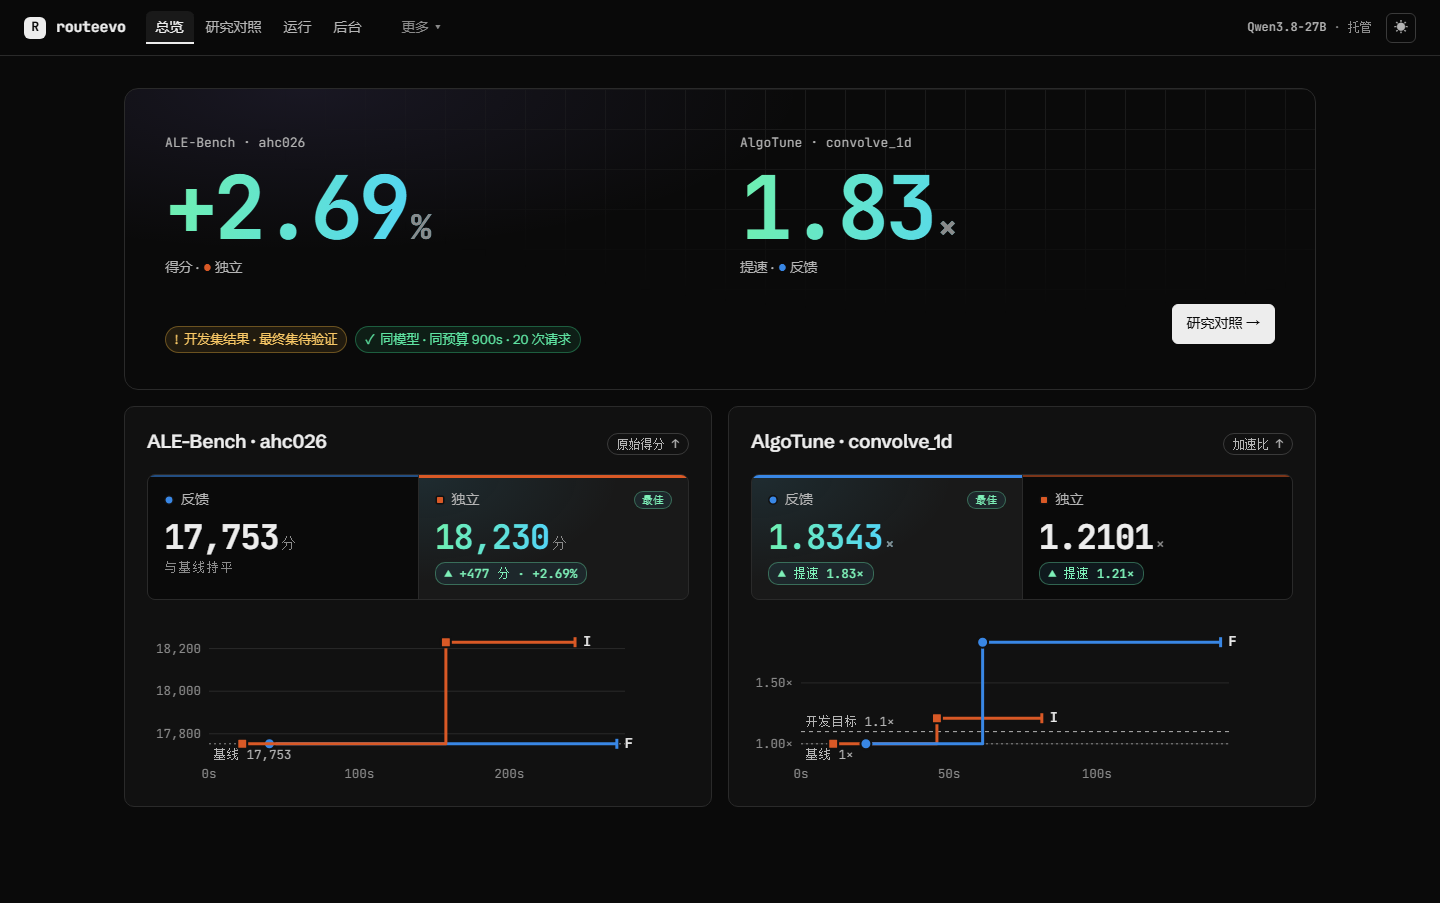 R routeevo 总览 研究对照 运行 后台 更多 ▾ Qwen3.8-27B · 托管
ALE-Bench · ahc026
+2.69%
得分 · 独立
AlgoTune · convolve_1d
1.83×
提速 · 反馈
! 开发集结果 · 最终集待验证
✓ 同模型 · 同预算 900s · 20 次请求
研究对照 →
ALE-Bench · ahc026
原始得分 ↑
反馈
17,753分
与基线持平
独立
最佳
18,230分
▲ +477 分 · +2.69%
18,200
18,000
17,800
基线 17,753
I
F
0s 100s 200s
AlgoTune · convolve_1d
加速比 ↑
反馈
最佳
1.8343×
▲ 提速 1.83×
独立
1.2101×
▲ 提速 1.21×
F
1.50×
开发目标 1.1×
I
1.00×
基线 1×
0s 50s 100s